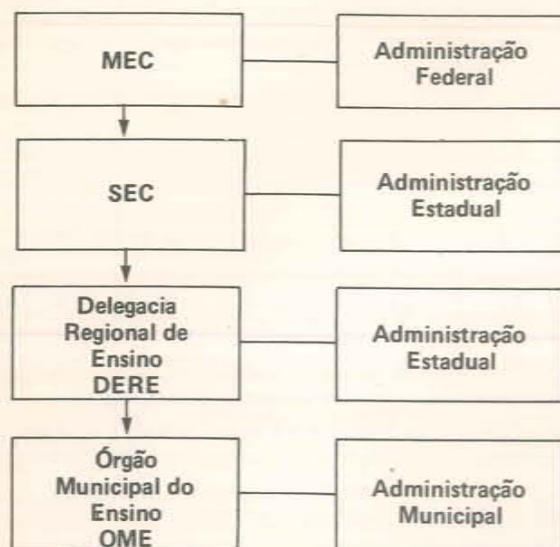 MEC
Administração
Federal
SEC
Administração
Estadual
Delegacia
Regional de
Ensino
DERE
Administração
Estadual
Órgão
Municipal do
Ensino
OME
Administração
Municipal